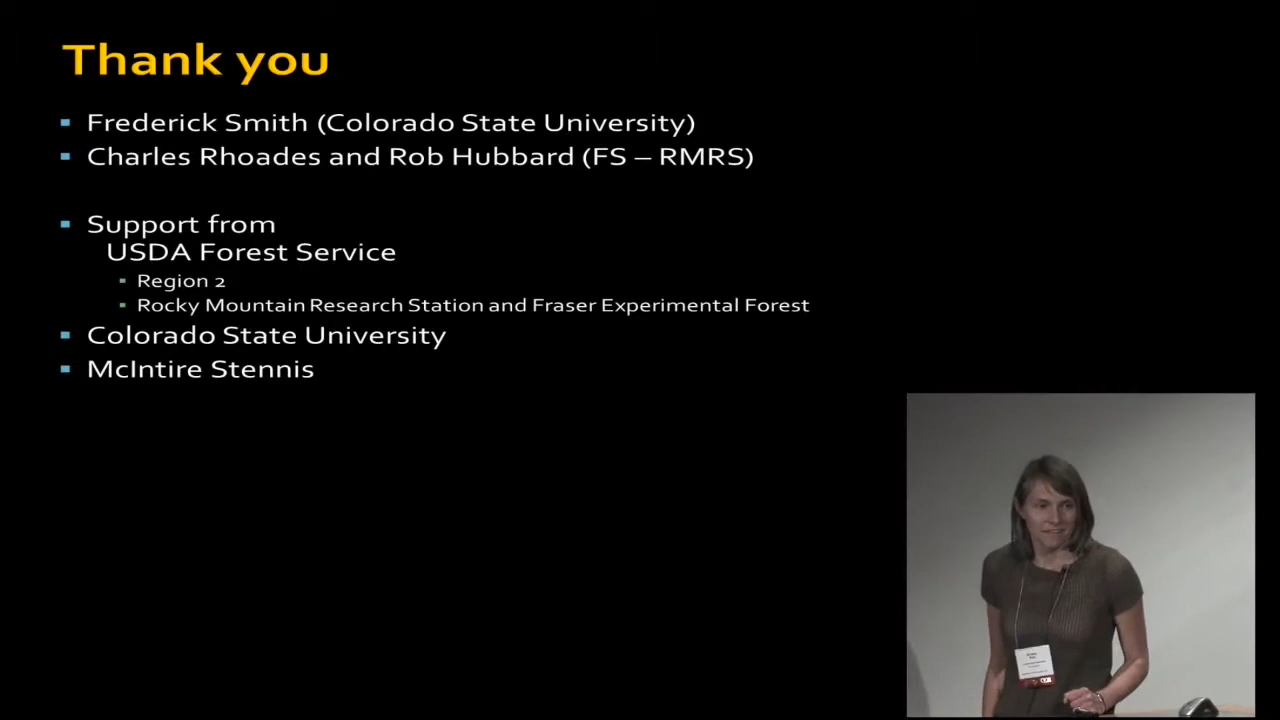 Thank you
Frederick Smith (Colorado State University)
Charles Rhoades and Rob Hubbard (FS – RMRS)
Support from
USDA Forest Service
Region 2
Rocky Mountain Research Station and Fraser Experimental Forest
Colorado State University
McIntire Stennis